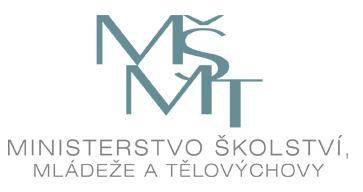 MŠ
MT
MINISTERSTVO ŠKOLSTVÍ,
MLÁDEŽE A TĚLOVÝCHOVY